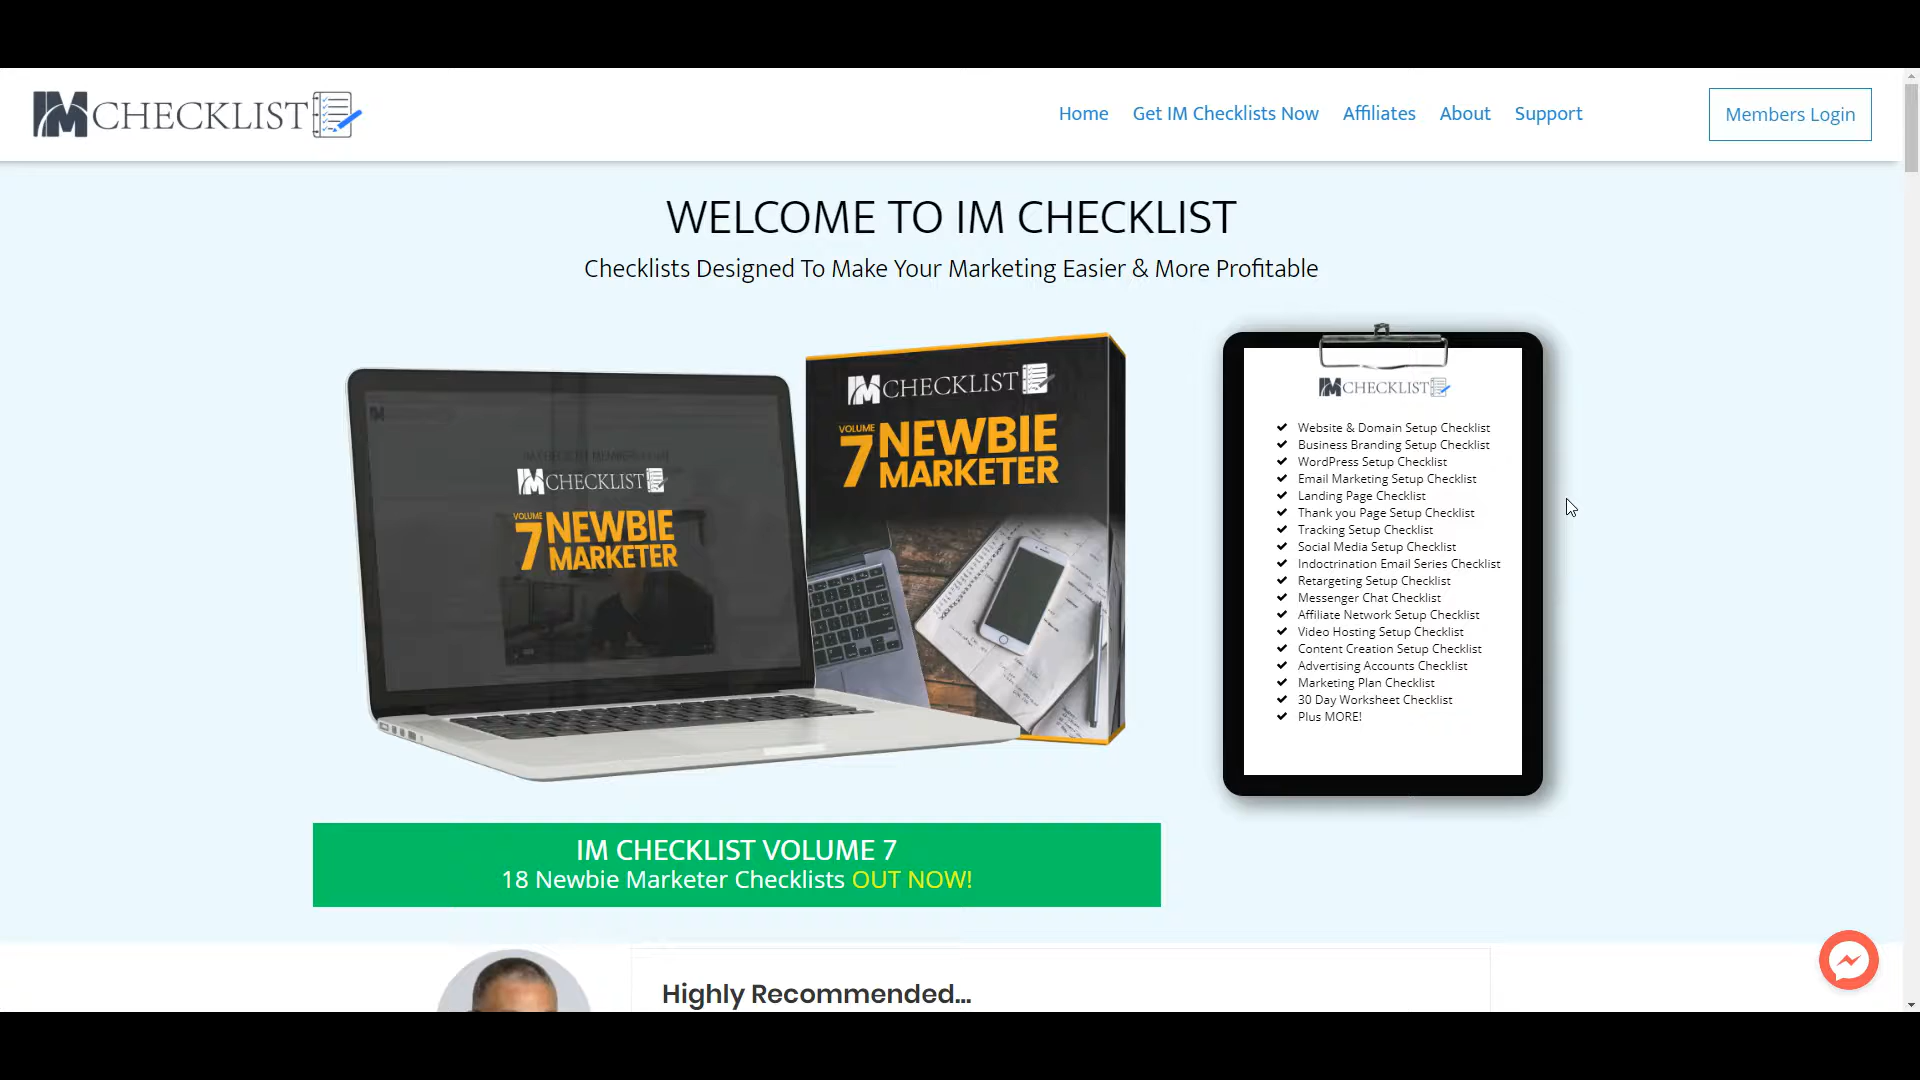 IM CHECKLIST
Home
Get IM Checklists Now
Affiliates
About
Support
Members Login
WELCOME TO IM CHECKLIST
Checklists Designed To Make Your Marketing Easier & More Profitable
IM CHECKLIST
VOLUME
7 NEWBIE
MARKETER
IM CHECKLIST
VOLUME
7 NEWBIE
MARKETER
IM CHECKLIST
Website & Domain Setup Checklist
Business Branding Setup Checklist
WordPress Setup Checklist
Email Marketing Setup Checklist
Landing Page Checklist
Thank you Page Setup Checklist
Tracking Setup Checklist
Social Media Setup Checklist
Indoctrination Email Series Checklist
Retargeting Setup Checklist
Messenger Chat Checklist
Affiliate Network Setup Checklist
Video Hosting Setup Checklist
Content Creation Setup Checklist
Advertising Accounts Checklist
Marketing Plan Checklist
30 Day Worksheet Checklist
Plus MORE!
IM CHECKLIST VOLUME 7
18 Newbie Marketer Checklists OUT NOW!
Highly Recommended...